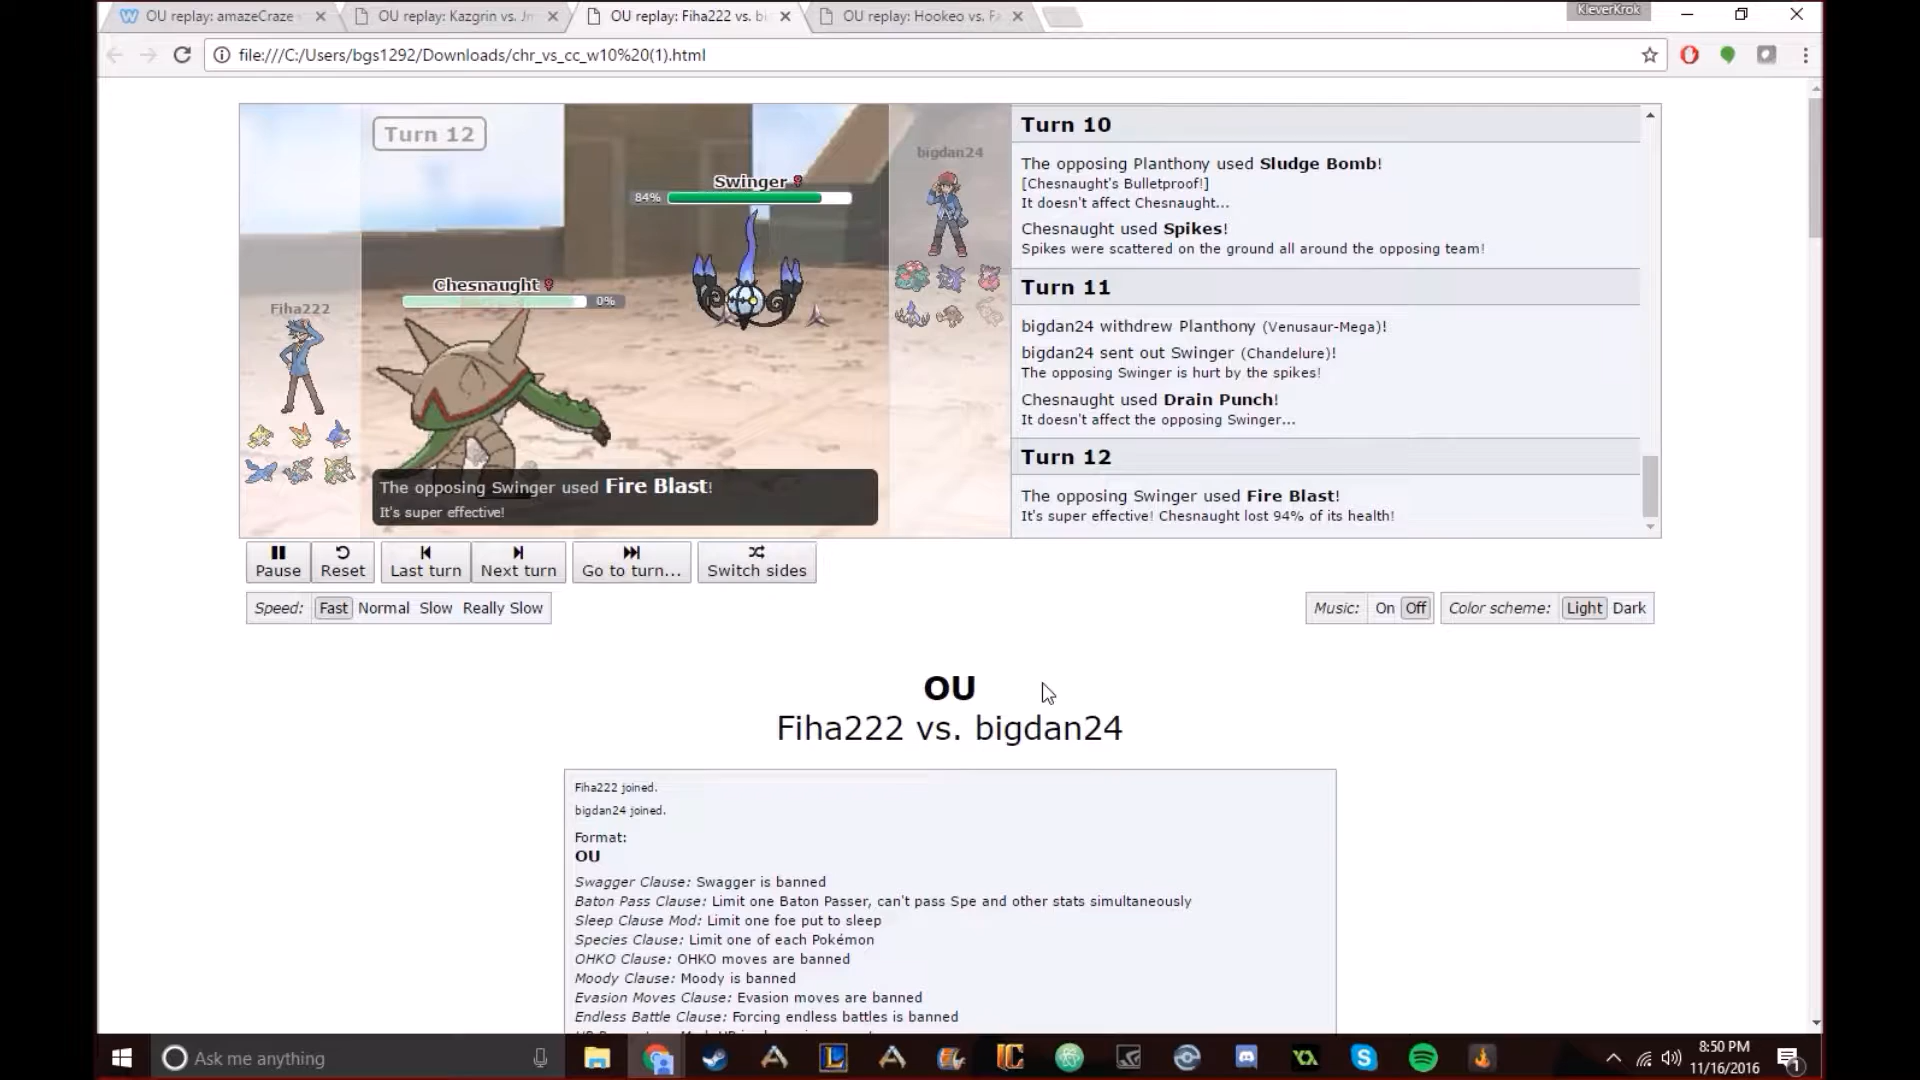 OU replay: amazeCraze
OU replay: Kazgrin vs. Jm
OU replay: Fiha222 vs. bi
OU replay: Hookeo vs. Fa
KleverKrok
file:///C:/Users/bgs1292/Downloads/chr_vs_cc_w10%20(1).html
Turn 12
bigdan24
Swinger
84%
Chesnaught
0%
Fiha222
The opposing Swinger used Fire Blast!
It's super effective!
Turn 10
The opposing Planthony used Sludge Bomb!
[Chesnaught's Bulletproof!]
It doesn't affect Chesnaught...
Chesnaught used Spikes!
Spikes were scattered on the ground all around the opposing team!
Turn 11
bigdan24 withdrew Planthony (Venusaur-Mega)!
bigdan24 sent out Swinger (Chandelure)!
The opposing Swinger is hurt by the spikes!
Chesnaught used Drain Punch!
It doesn't affect the opposing Swinger...
Turn 12
The opposing Swinger used Fire Blast!
It's super effective! Chesnaught lost 94% of its health!
Pause Reset Last turn Next turn Go to turn... Switch sides
Speed: Fast Normal Slow Really Slow
Music: On Off Color scheme: Light Dark
OU
Fiha222 vs. bigdan24
Fiha222 joined.
bigdan24 joined.
Format:
OU
Swagger Clause: Swagger is banned
Baton Pass Clause: Limit one Baton Passer, can't pass Spe and other stats simultaneously
Sleep Clause Mod: Limit one foe put to sleep
Species Clause: Limit one of each Pokémon
OHKO Clause: OHKO moves are banned
Moody Clause: Moody is banned
Evasion Moves Clause: Evasion moves are banned
Endless Battle Clause: Forcing endless battles is banned
Ask me anything
8:50 PM
11/16/2016
1